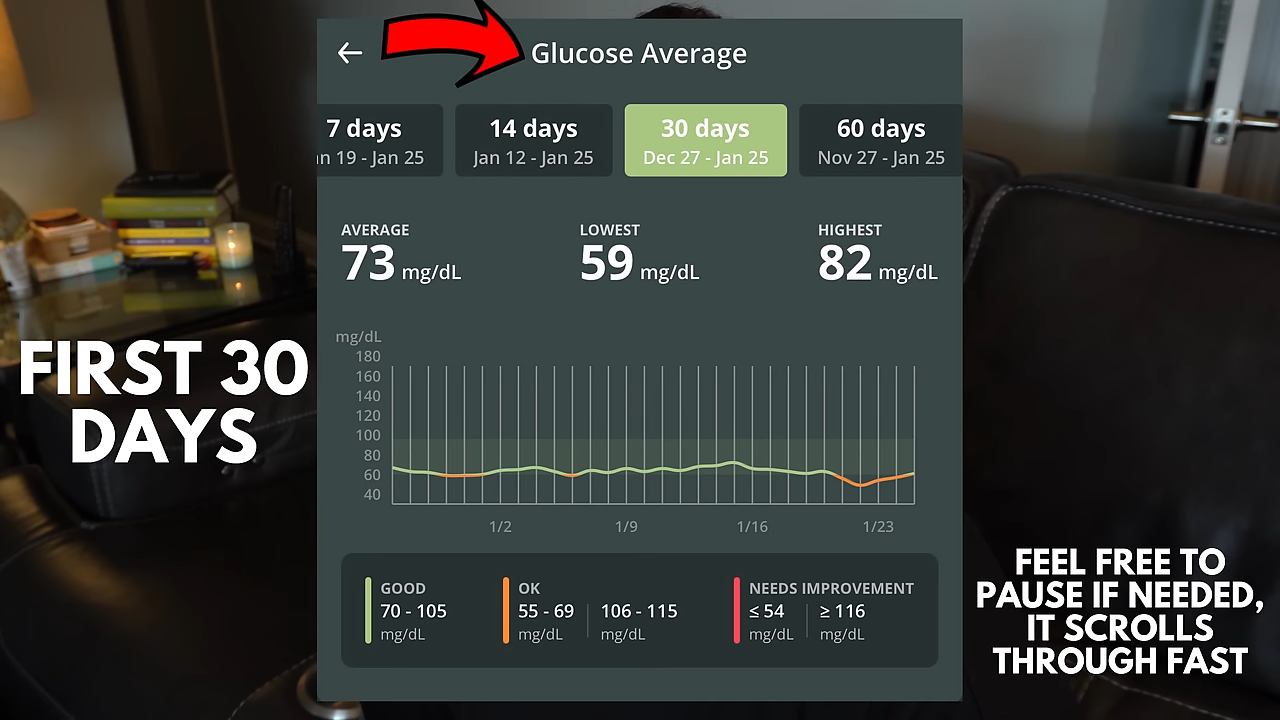 Glucose Average
7 days
14 days
30 days
60 days
n 19 - Jan 25
Jan 12 - Jan 25
Dec 27 - Jan 25
Nov 27 - Jan 25
AVERAGE
73 mg/dL
LOWEST
59 mg/dL
HIGHEST
82 mg/dL
FIRST 30
DAYS
mg/dL
180
160
140
120
100
80
60
40
1/2
1/9
1/16
1/23
GOOD
70 - 105
mg/dL
OK
55 - 69
mg/dL
106 - 115
mg/dL
NEEDS IMPROVEMENT
≤ 54
mg/dL
≥ 116
mg/dL
FEEL FREE TO
PAUSE IF NEEDED,
IT SCROLLS
THROUGH FAST